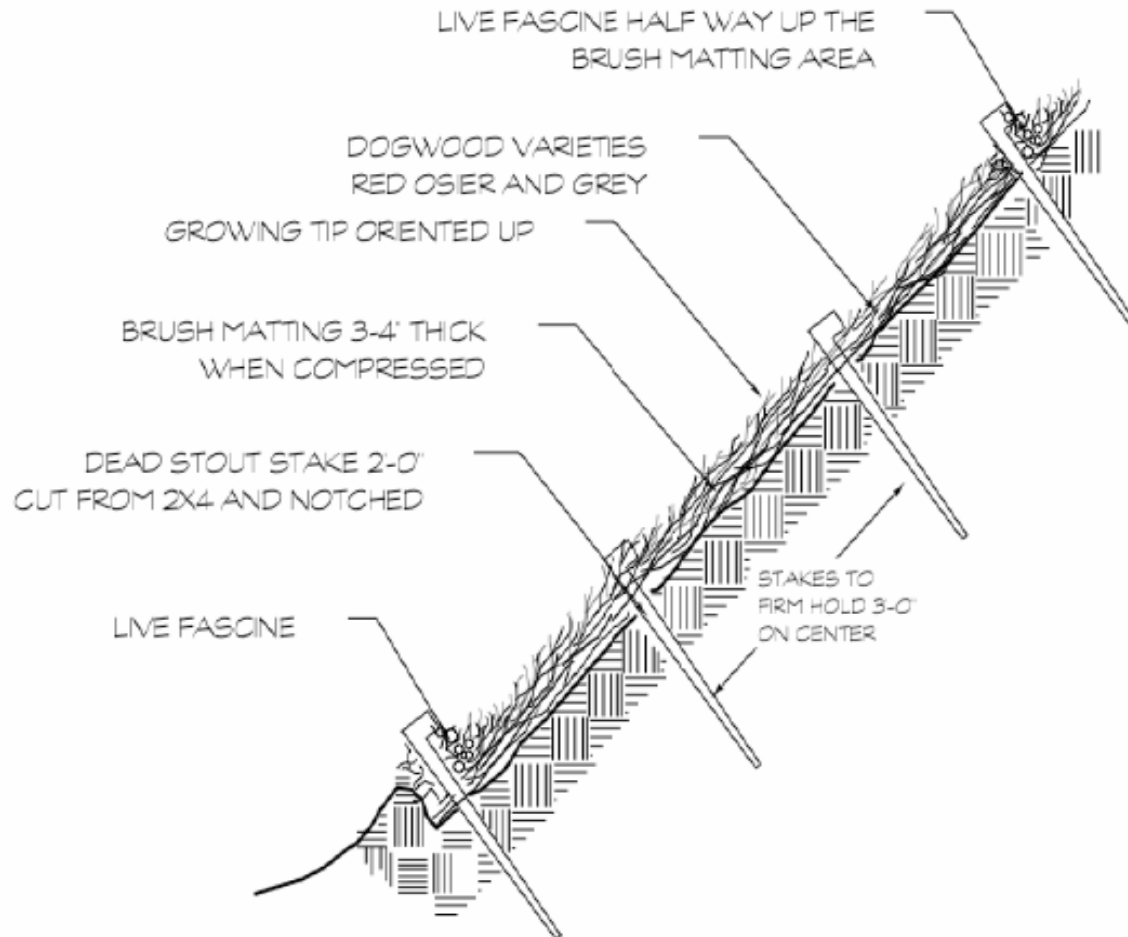 LIVE FASCINE HALF WAY UP THE
BRUSH MATTING AREA
DOGWOOD VARIETIES
RED OSIER AND GREY
GROWING TIP ORIENTED UP
BRUSH MATTING 3-4" THICK
WHEN COMPRESSED
DEAD STOUT STAKE 2'-0"
CUT FROM 2X4 AND NOTCHED
STAKES TO
FIRM HOLD 3'-0"
ON CENTER
LIVE FASCINE